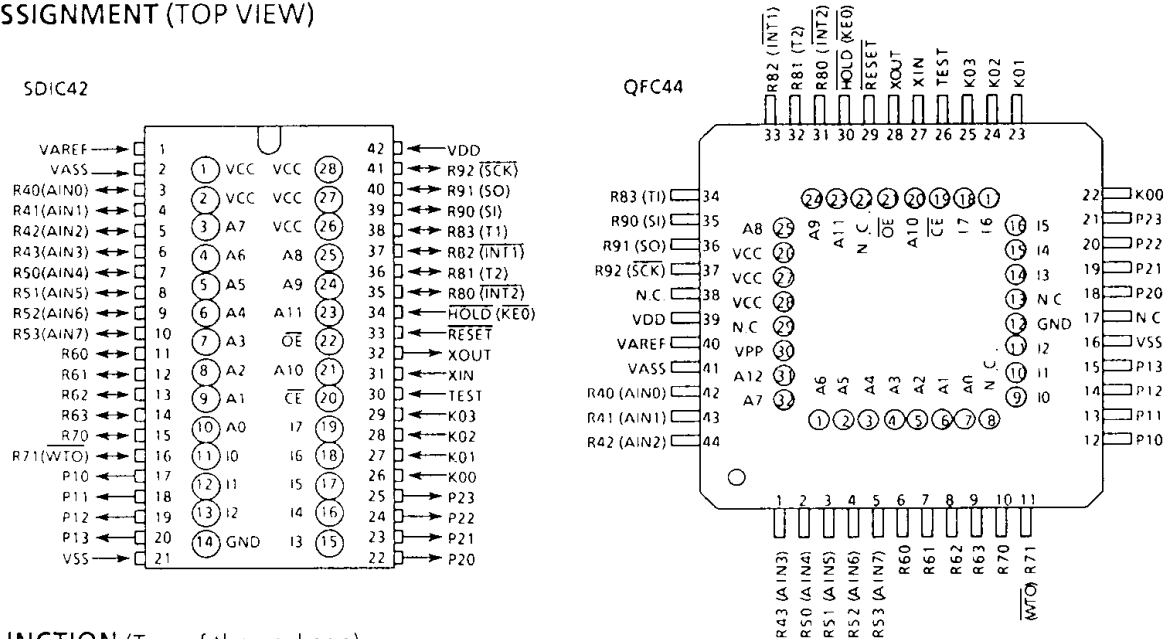 SSIGNMENT (TOP VIEW)
SDIC42
VAREF 1
VASS 2
R40(AIN0) 3
R41(AIN1) 4
R42(AIN2) 5
R43(AIN3) 6
R50(AIN4) 7
R51(AIN5) 8
R52(AIN6) 9
R53(AIN7) 10
R60 11
R61 12
R62 13
R63 14
R70 15
R71(WTO) 16
P10 17
P11 18
P12 19
P13 20
VSS 21
1 VCC VCC 28
2 VCC VCC 27
3 A7 VCC 26
4 A6 A8 25
5 A5 A9 24
6 A4 A11 23
7 A3 OE 22
8 A2 A10 21
9 A1 CE 20
10 A0 I7 19
11 I0 I6 18
12 I1 I5 17
13 I2 I4 16
14 GND I3 15
42 VDD
41 R92 (SCK)
40 R91 (SO)
39 R90 (SI)
38 R83 (T1)
37 R82 (INT1)
36 R81 (T2)
35 R80 (INT2)
34 HOLD (KE0)
33 RESET
32 XOUT
31 XIN
30 TEST
29 K03
28 K02
27 K01
26 K00
25 P23
24 P22
23 P21
22 P20
QFC44
R82 (INT1) 33
R81 (T2) 32
R80 (INT2) 31
HOLD (KE0) 30
RESET 29
XOUT 28
XIN 27
TEST 26
K03 25
K02 24
K01 23
R83 (TI) 34
R90 (SI) 35
R91 (SO) 36
R92 (SCK) 37
N.C. 38
VDD 39
VAREF 40
VASS 41
R40 (AIN0) 42
R41 (AIN1) 43
R42 (AIN2) 44
24 A9
23 A11
22 N.C.
21 OE
20 A10
19 CE
18 I7
1 I6
A8 25
VCC 26
VCC 27
VCC 28
N.C 29
VPP 30
A12 31
A7 32
A6 1
A5 2
A4 3
A3 4
A2 5
A1 6
A0 7
N.C. 8
16 I5
15 I4
14 I3
13 N C
12 GND
11 I2
10 I1
9 I0
22 K00
21 P23
20 P22
19 P21
18 P20
17 N C
16 VSS
15 P13
14 P12
13 P11
12 P10
1 R43 (AIN3)
2 R50 (AIN4)
3 R51 (AIN5)
4 R52 (AIN6)
5 R53 (AIN7)
6 R60
7 R61
8 R62
9 R63
10 R70
11 R71 (WTO)